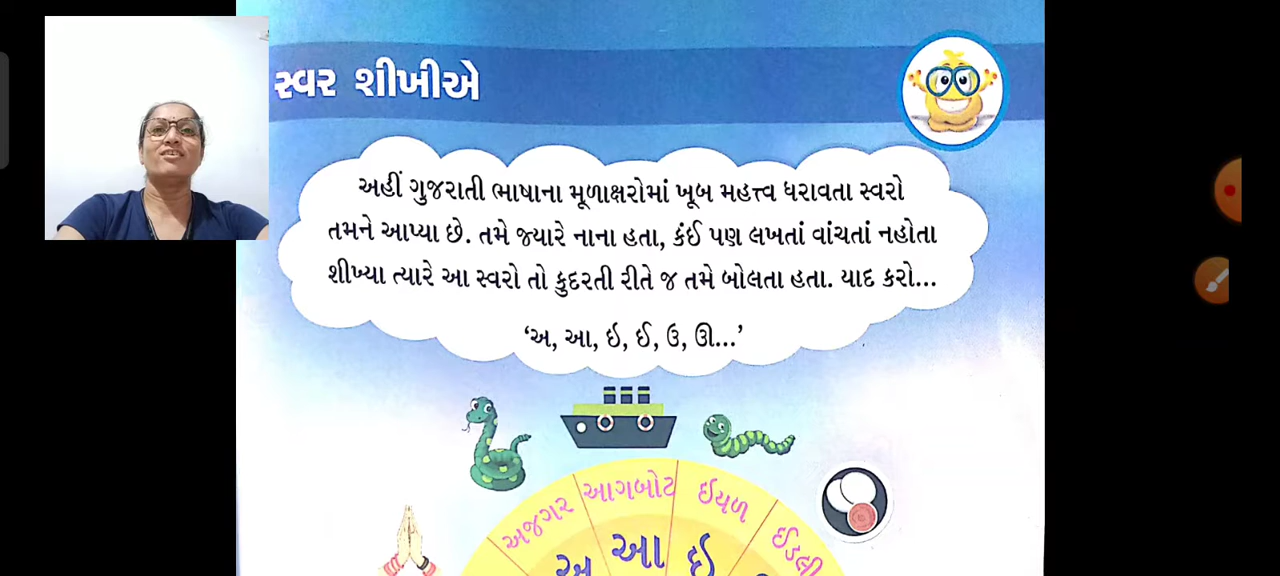 સ્વર શીખીએ
અહીં ગુજરાતી ભાષાના મૂળાક્ષરોમાં ખૂબ મહત્ત્વ ધરાવતા સ્વરો
તમને આપ્યા છે. તમે જ્યારે નાના હતા, કંઈ પણ લખતાં વાંચતાં નહોતા
શીખ્યા ત્યારે આ સ્વરો તો કુદરતી રીતે જ તમે બોલતા હતા. યાદ કરો...
‘અ, આ, ઇ, ઈ, ઉ, ઊ...’
અજગર
આગબોટ
ઇયળ
ઈડલી
અ
આ
ઇ